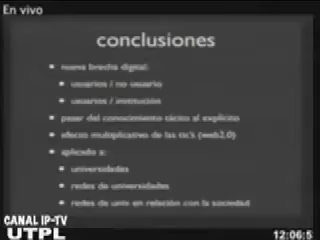 En vivo
conclusiones
nueva brecha digital:
usuarios / no usuario
usuarios / institución
pasar del conocimiento tácito al explícito
efecto multiplicativo de las tic's (web2.0)
aplicado a:
universidades
redes de universidades
redes de univ en relación con la sociedad
CANAL IP-TV
UTPL
12:06:5